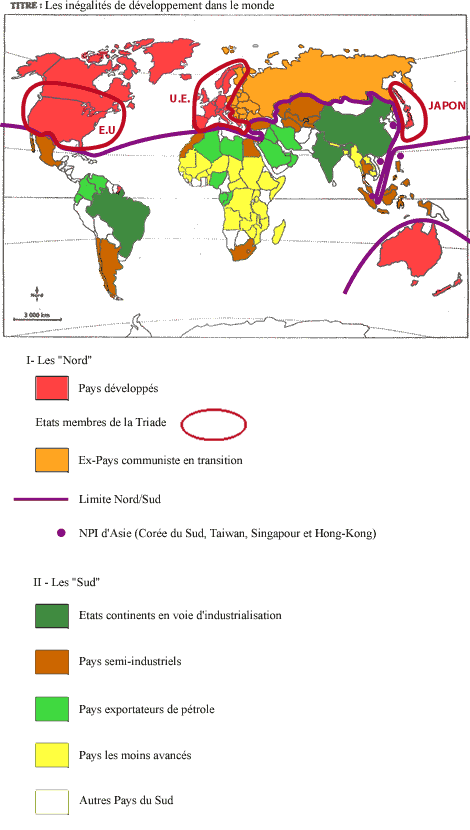 TITRE : Les inégalités de développement dans le monde
U.E.
E.U
JAPON
Nord
3 000 km
I- Les "Nord"
Pays développés
Etats membres de la Triade
Ex-Pays communiste en transition
Limite Nord/Sud
NPI d'Asie (Corée du Sud, Taiwan, Singapour et Hong-Kong)
II - Les "Sud"
Etats continents en voie d'industrialisation
Pays semi-industriels
Pays exportateurs de pétrole
Pays les moins avancés
Autres Pays du Sud